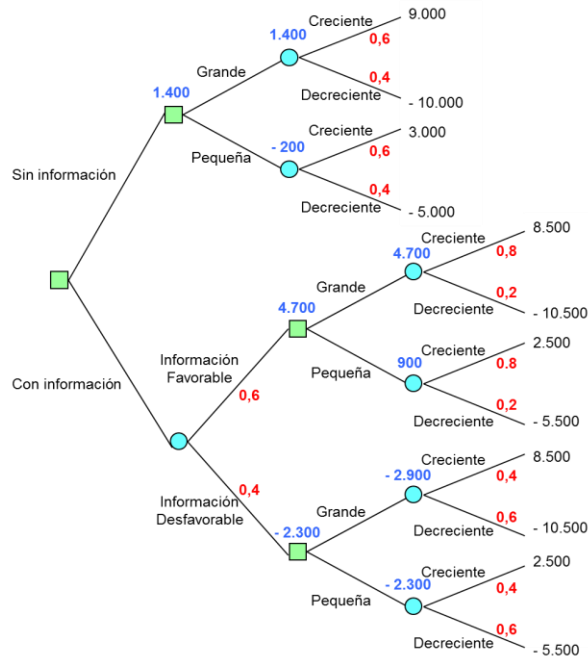 Creciente
9.000
1.400
0,6
Grande
0,4
1.400
Decreciente
- 10.000
Creciente
3.000
- 200
0,6
Pequeña
0,4
Sin información
Decreciente
- 5.000
8.500
Creciente
4.700
0,8
Grande
0,2
4.700
Decreciente
- 10.500
Creciente
2.500
Información
Favorable
900
0.8
Con información
Pequeña
0,6
0,2
Decreciente
- 5.500
8.500
Creciente
- 2.900
0,4
0,4
Información
Desfavorable
Grande
0,6
- 2.300
Decreciente
- 10.500
2.500
Creciente
- 2.300
0,4
Pequeña
0,6
Decreciente
- 5.500